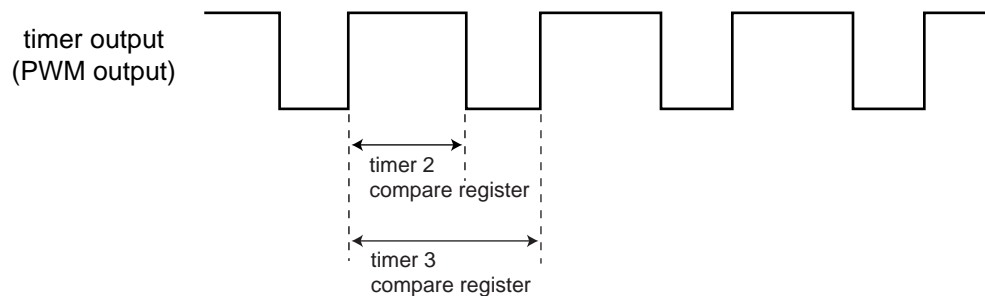 timer output
(PWM output)
timer 2
compare register
timer 3
compare register